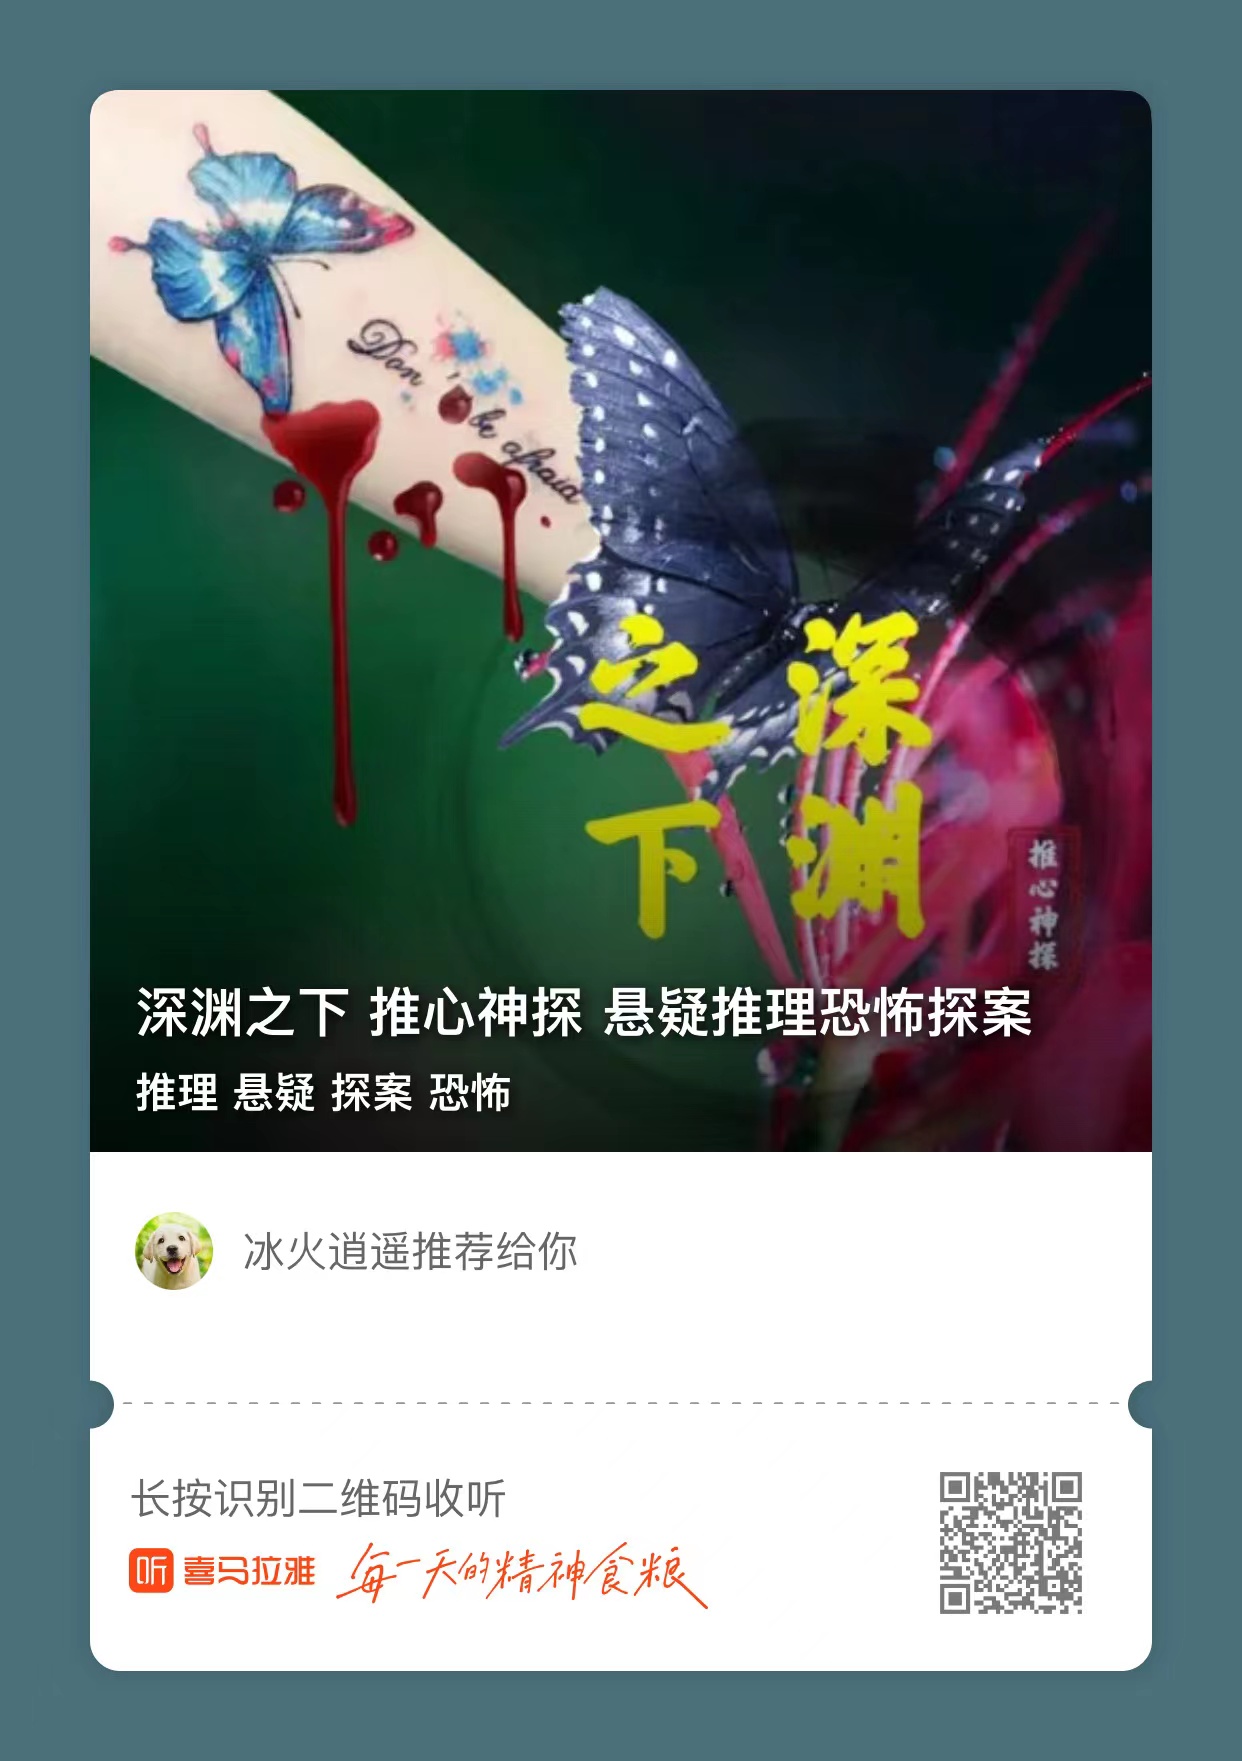 Don't be afraid
深渊
之下
推心神探
深渊之下 推心神探 悬疑推理恐怖探案
推理 悬疑 探案 恐怖
冰火逍遥推荐给你
长按识别二维码收听
听 喜马拉雅 每一天的精神食粮